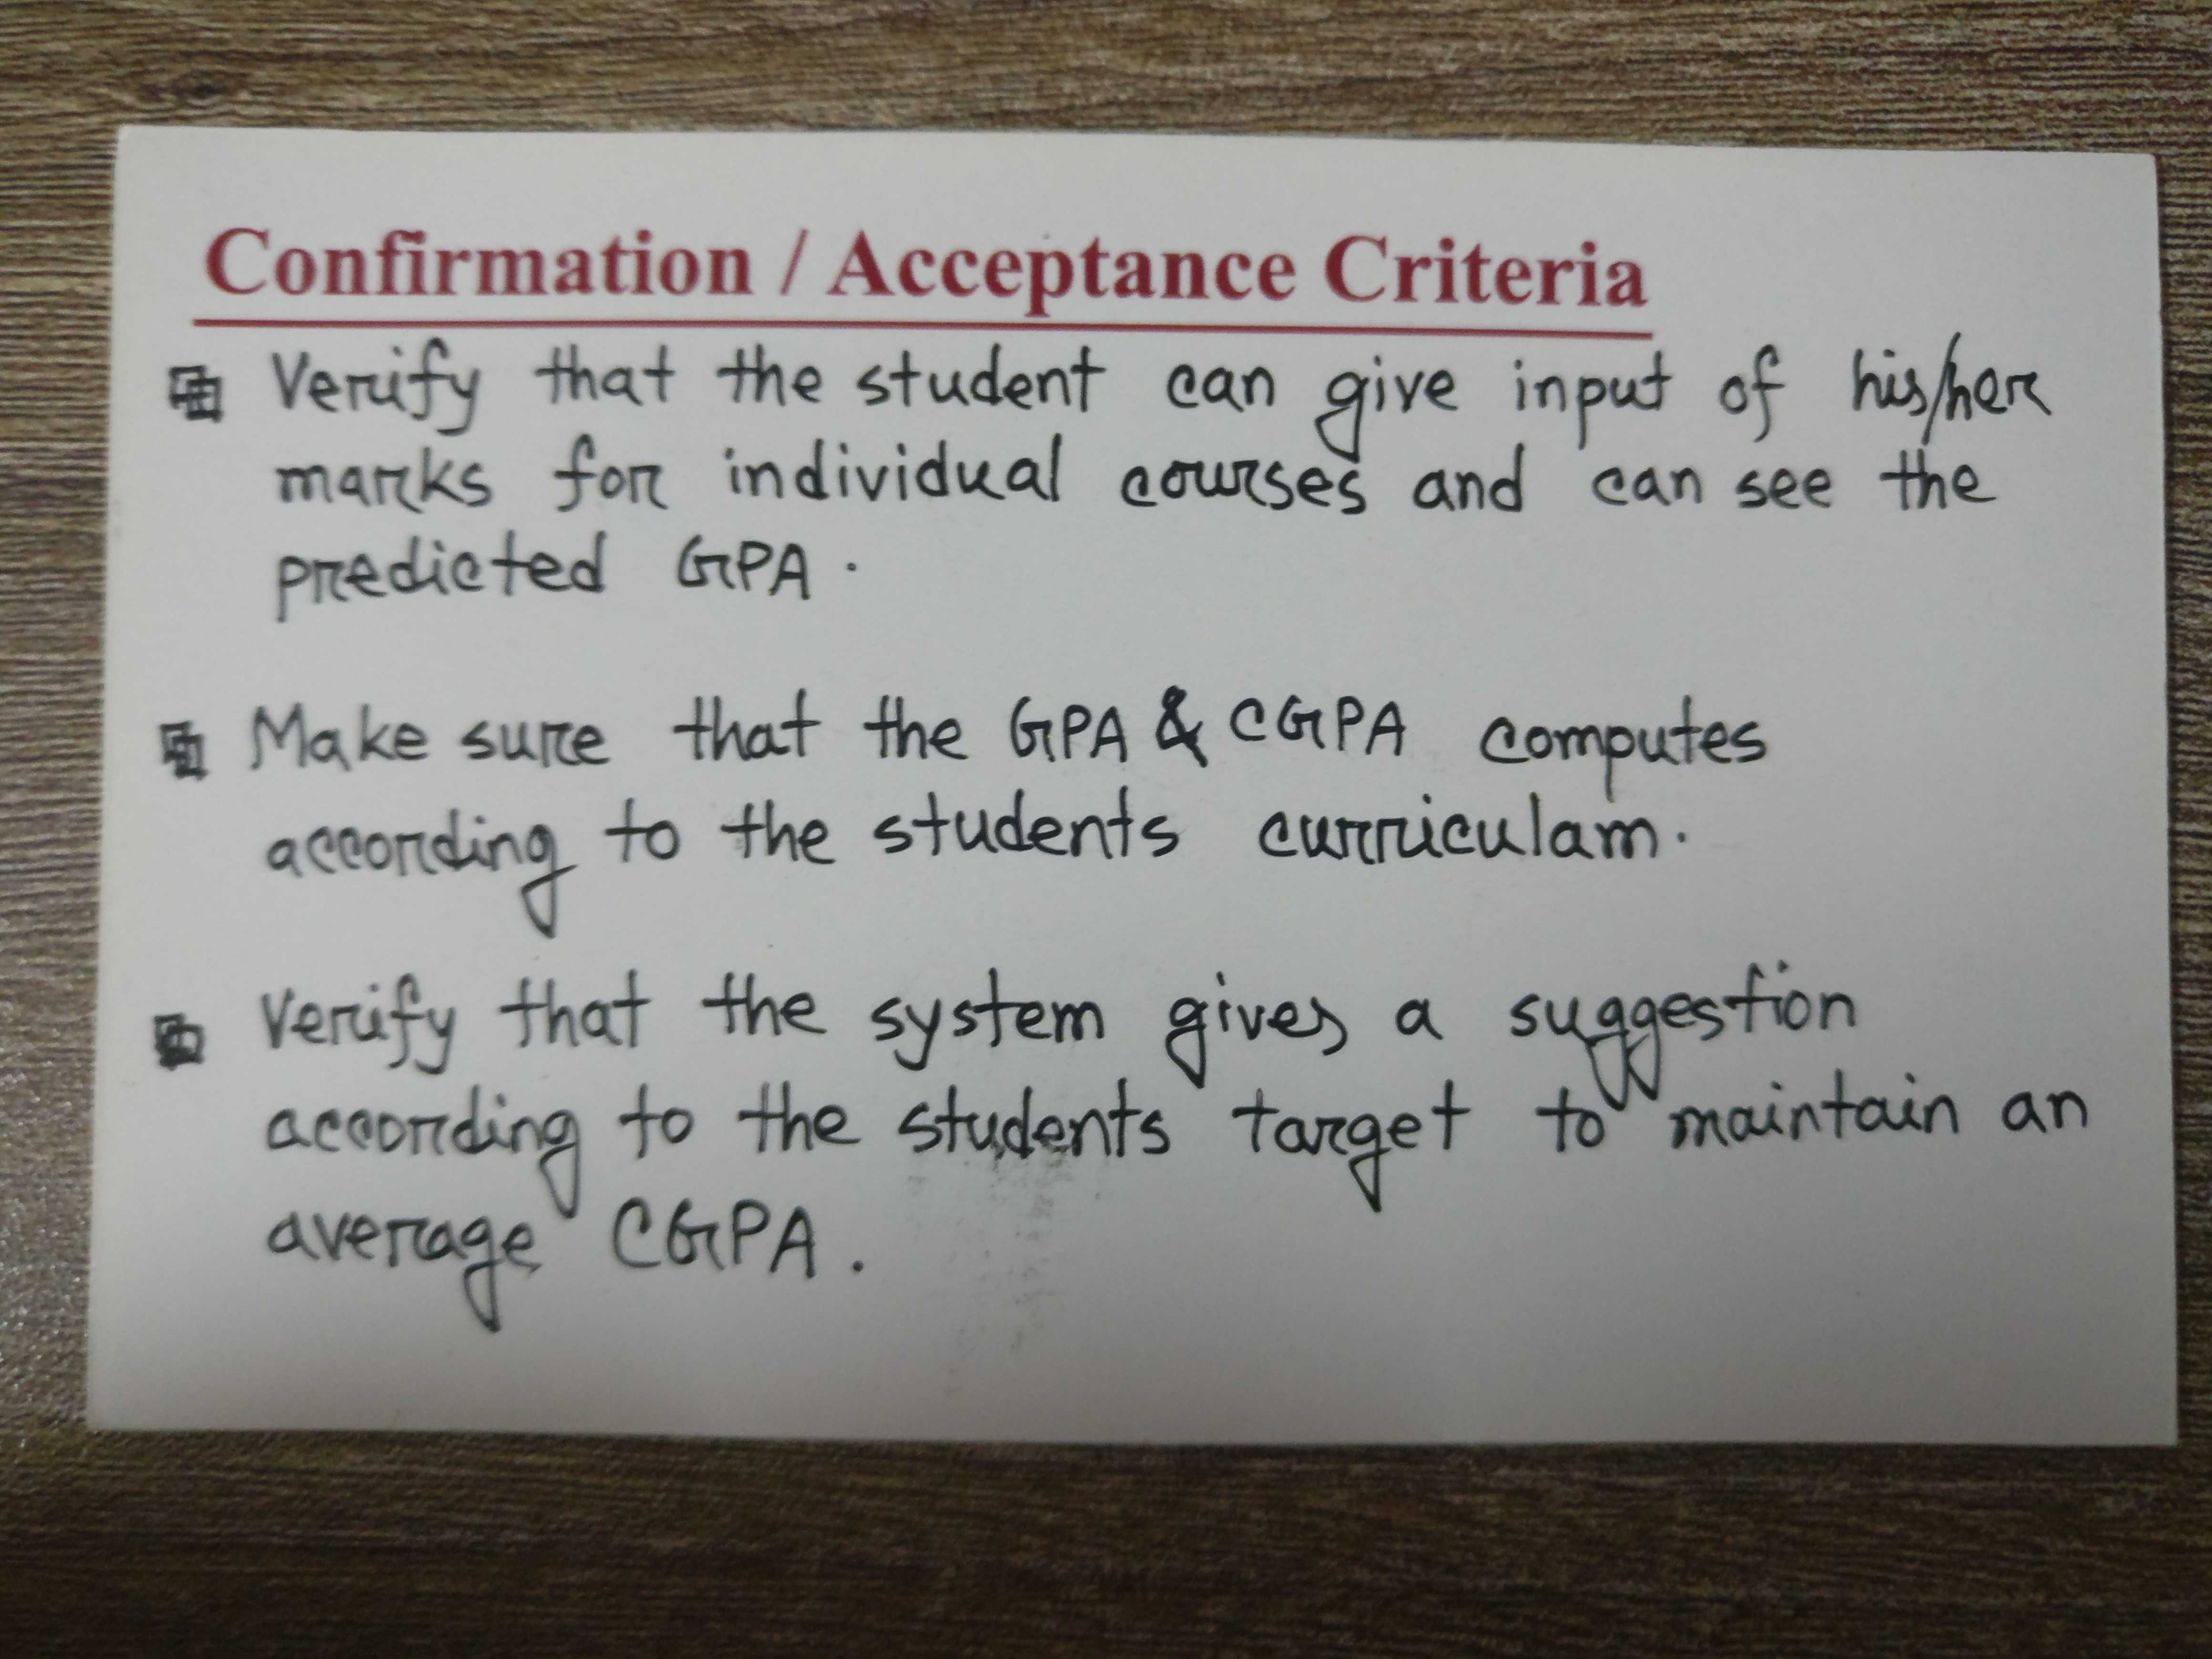 Confirmation / Acceptance Criteria
Verify that the student can give input of his/her
marks for individual courses and can see the
predicted GPA.
Make sure that the GPA & CGPA computes
according to the students curriculam.
Verify that the system gives a suggestion
according to the students target to maintain an
average CGPA.